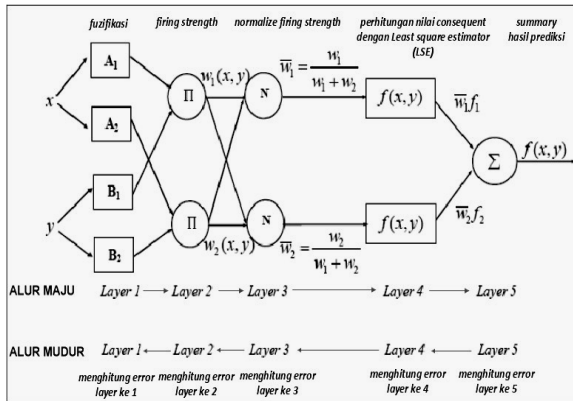 fuzifikasi
firing strength
normalize firing strength
perhitungan nilai consequent
dengan Least square estimator
(LSE)
summary
hasil prediksi
A₁
A₂
B₁
B₂
x
y
Π
Π
w₁(x, y)
w₂(x, y)
N
N
w̅₁ = w₁ / (w₁ + w₂)
w̅₂ = w₂ / (w₁ + w₂)
f(x, y)
f(x, y)
w̅₁f₁
w̅₂f₂
Σ
f(x, y)
ALUR MAJU Layer 1 → Layer 2 → Layer 3 → Layer 4 → Layer 5
ALUR MUDUR Layer 1 ← Layer 2 ← Layer 3 ← Layer 4 ← Layer 5
menghitung error
layer ke 1
menghitung error
layer ke 2
menghitung error
layer ke 3
menghitung error
layer ke 4
menghitung error
layer ke 5